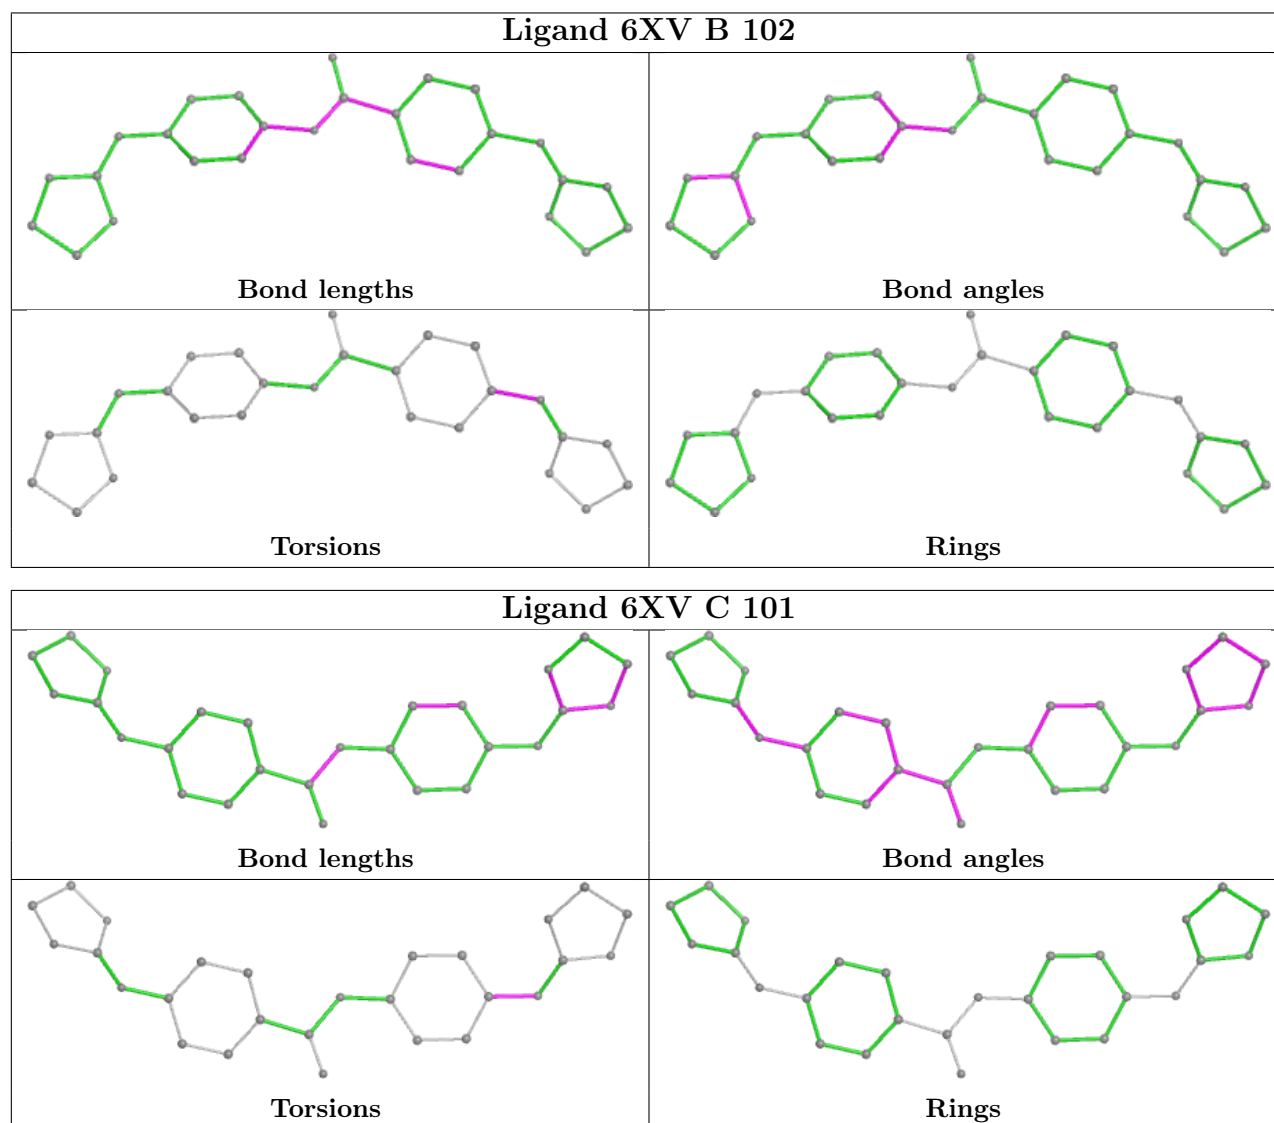 Ligand 6XV B 102
Bond lengths
Bond angles
Torsions
Rings
Ligand 6XV C 101
Bond lengths
Bond angles
Torsions
Rings